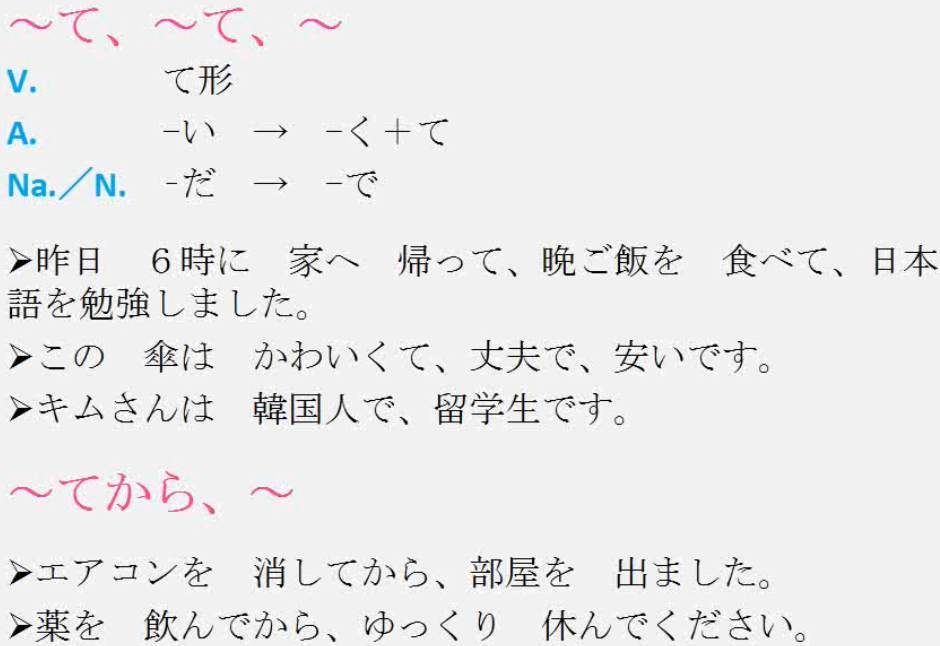 ～て、～て、～
V.　て形
A.　-い　→　-く＋て
Na.／N.　-だ　→　-で
➢昨日　６時に　家へ　帰って、晩ご飯を　食べて、日本
語を勉強しました。
➢この　傘は　かわいくて、丈夫で、安いです。
➢キムさんは　韓国人で、留学生です。
～てから、～
➢エアコンを　消してから、部屋を　出ました。
➢薬を　飲んでから、ゆっくり　休んでください。